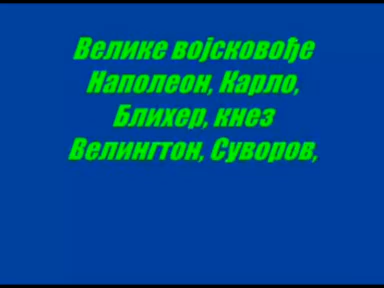 Велике војсковође
Наполеон, Карло,
Блихер, кнез
Велингтон, Суворов,